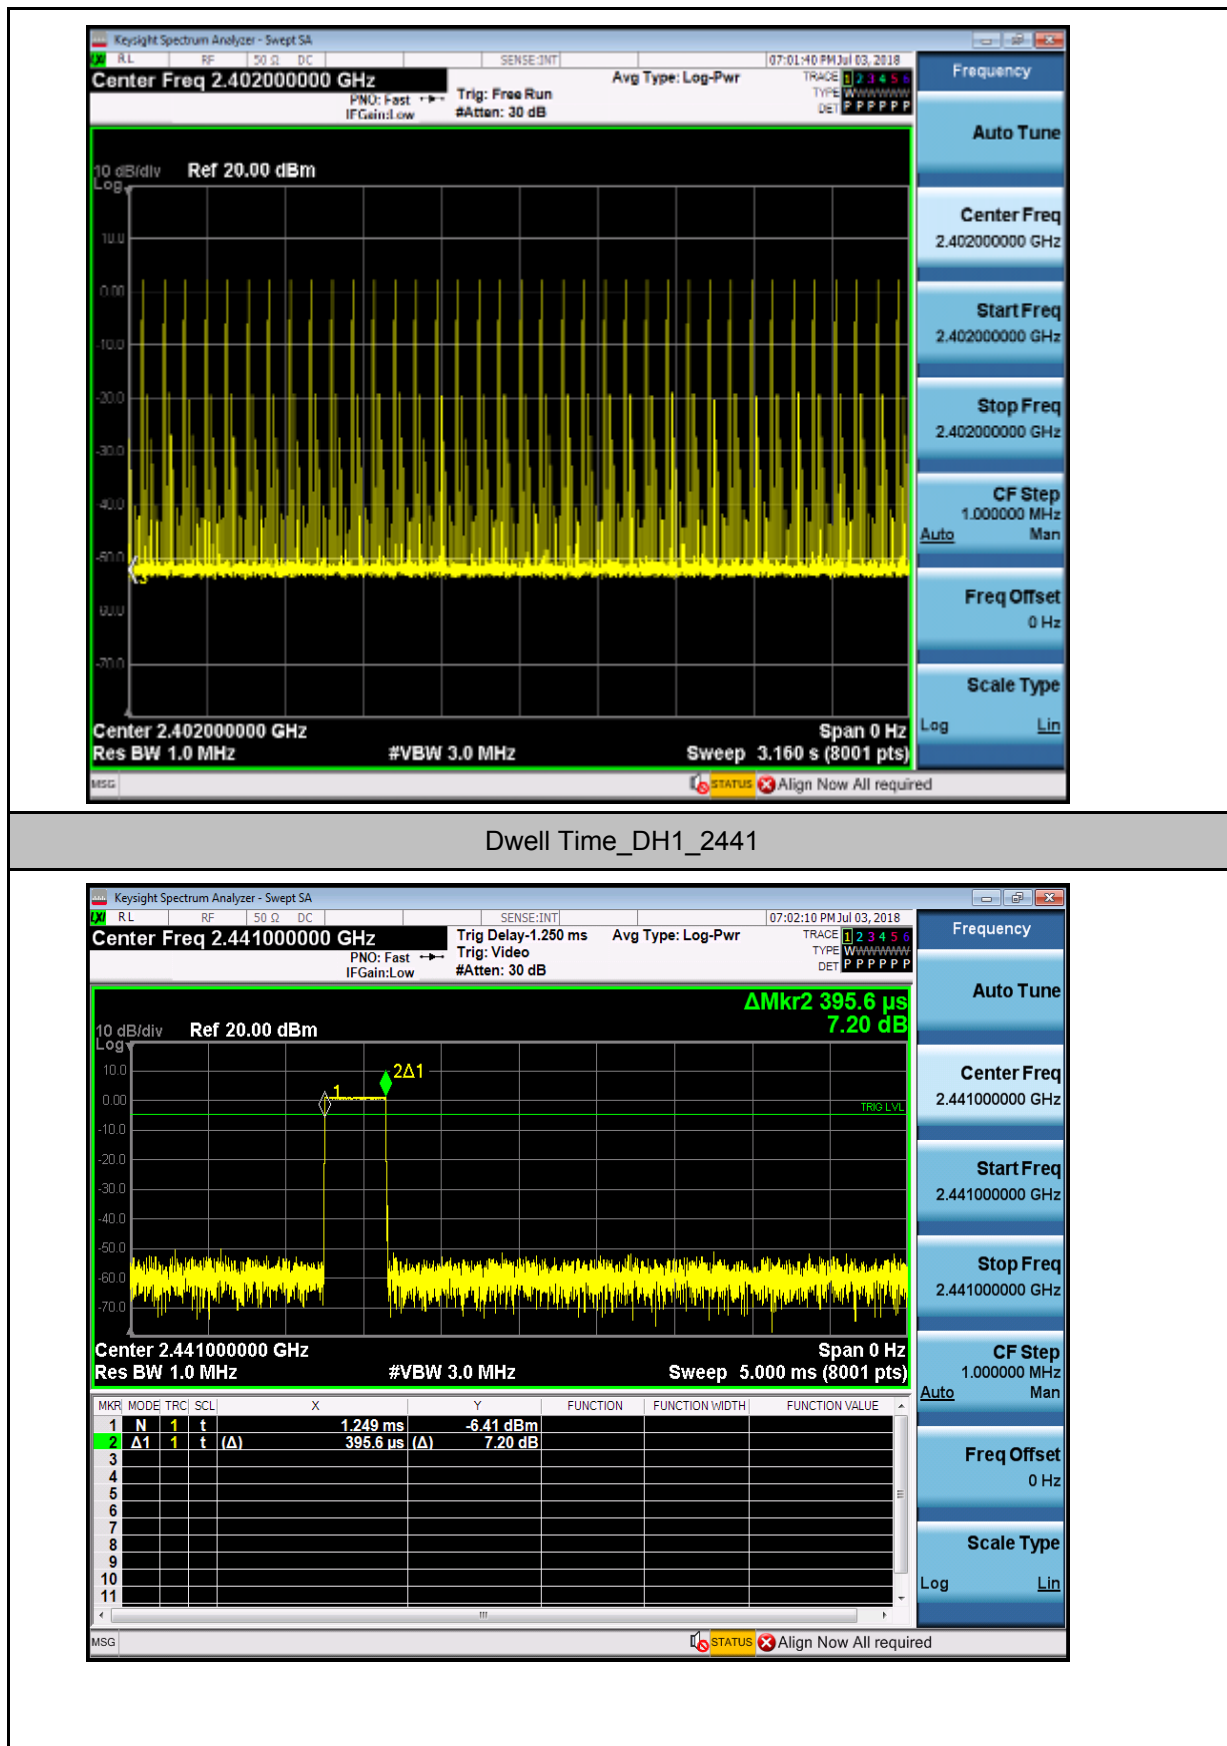 Keysight Spectrum Analyzer - Swept SA
RL RF 50 Ω DC SENSE:INT 07:01:40 PM Jul 03, 2018
Center Freq 2.402000000 GHz
PNO: Fast
IFGain:Low
Trig: Free Run
#Atten: 30 dB
Avg Type: Log-Pwr
TRACE 1 2 3 4 5 6
TYPE WWWWWWW
DET P P P P P P
10 dB/div Ref 20.00 dBm
Log
10.0
0.00
-10.0
-20.0
-30.0
-40.0
-50.0
-60.0
-70.0
Center 2.402000000 GHz Span 0 Hz
Res BW 1.0 MHz #VBW 3.0 MHz Sweep 3.160 s (8001 pts)
MSG STATUS Align Now All required
Frequency
Auto Tune
Center Freq
2.402000000 GHz
Start Freq
2.402000000 GHz
Stop Freq
2.402000000 GHz
CF Step
1.000000 MHz
Auto Man
Freq Offset
0 Hz
Scale Type
Log Lin
Dwell Time_DH1_2441
Keysight Spectrum Analyzer - Swept SA
LXI RL RF 50 Ω DC SENSE:INT 07:02:10 PM Jul 03, 2018
Center Freq 2.441000000 GHz
PNO: Fast
IFGain:Low
Trig Delay-1.250 ms
Trig: Video
#Atten: 30 dB
Avg Type: Log-Pwr
TRACE 1 2 3 4 5 6
TYPE WWWWWWW
DET P P P P P P
ΔMkr2 395.6 µs
7.20 dB
10 dB/div Ref 20.00 dBm
Log
10.0
0.00
-10.0
-20.0
-30.0
-40.0
-50.0
-60.0
-70.0
1
2Δ1
TRIG LVL
Center 2.441000000 GHz Span 0 Hz
Res BW 1.0 MHz #VBW 3.0 MHz Sweep 5.000 ms (8001 pts)
MKR MODE TRC SCL X Y FUNCTION FUNCTION WIDTH FUNCTION VALUE
1 N 1 t 1.249 ms -6.41 dBm
2 Δ1 1 t (Δ) 395.6 µs (Δ) 7.20 dB
3
4
5
6
7
8
9
10
11
MSG STATUS Align Now All required
Frequency
Auto Tune
Center Freq
2.441000000 GHz
Start Freq
2.441000000 GHz
Stop Freq
2.441000000 GHz
CF Step
1.000000 MHz
Auto Man
Freq Offset
0 Hz
Scale Type
Log Lin